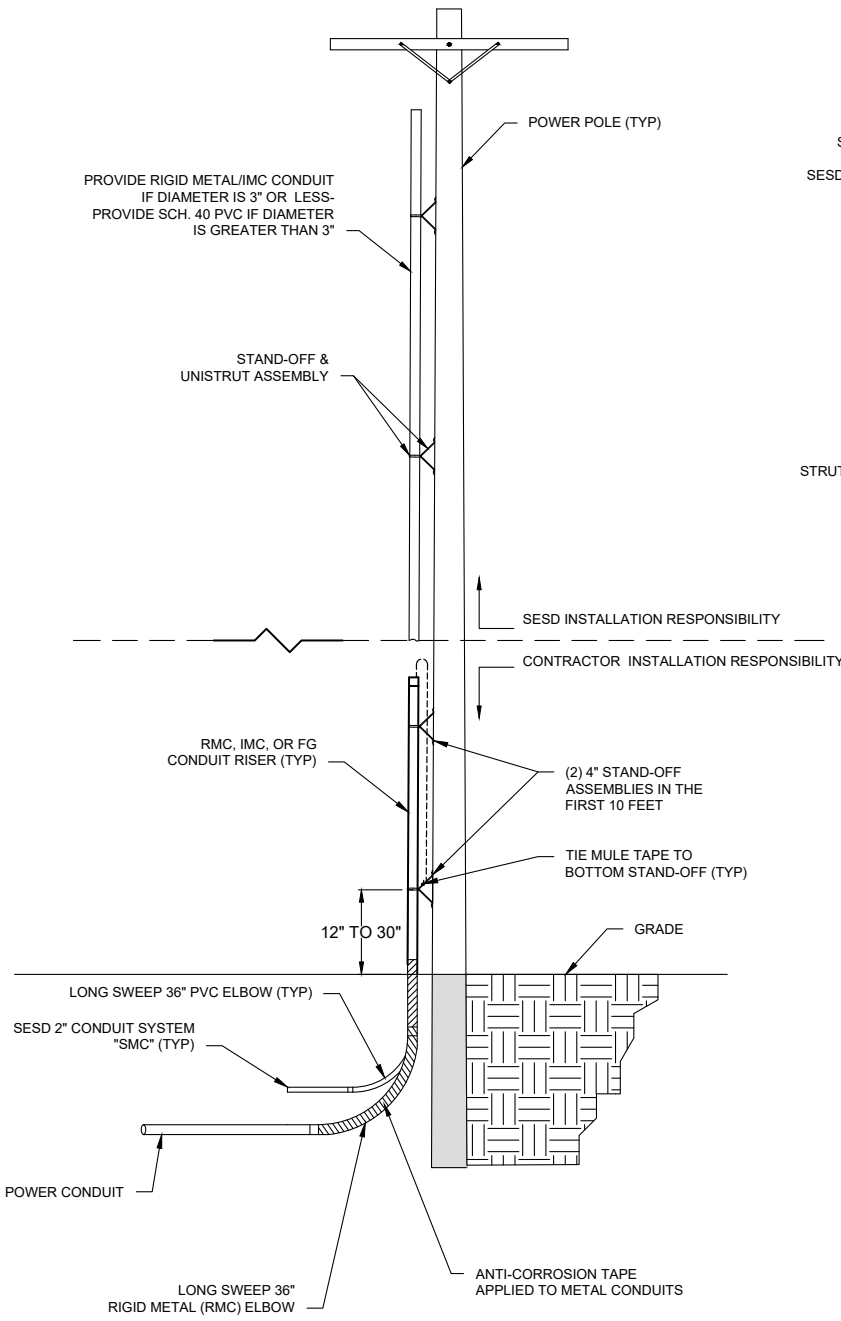 POWER POLE (TYP)
S
SESD
PROVIDE RIGID METAL/IMC CONDUIT
IF DIAMETER IS 3" OR LESS-
PROVIDE SCH. 40 PVC IF DIAMETER
IS GREATER THAN 3"
STAND-OFF &
UNISTRUT ASSEMBLY
STRUT
SESD INSTALLATION RESPONSIBILITY
CONTRACTOR INSTALLATION RESPONSIBILITY
RMC, IMC, OR FG
CONDUIT RISER (TYP)
(2) 4" STAND-OFF
ASSEMBLIES IN THE
FIRST 10 FEET
TIE MULE TAPE TO
BOTTOM STAND-OFF (TYP)
12" TO 30"
GRADE
LONG SWEEP 36" PVC ELBOW (TYP)
SESD 2" CONDUIT SYSTEM
"SMC" (TYP)
POWER CONDUIT
LONG SWEEP 36"
RIGID METAL (RMC) ELBOW
ANTI-CORROSION TAPE
APPLIED TO METAL CONDUITS